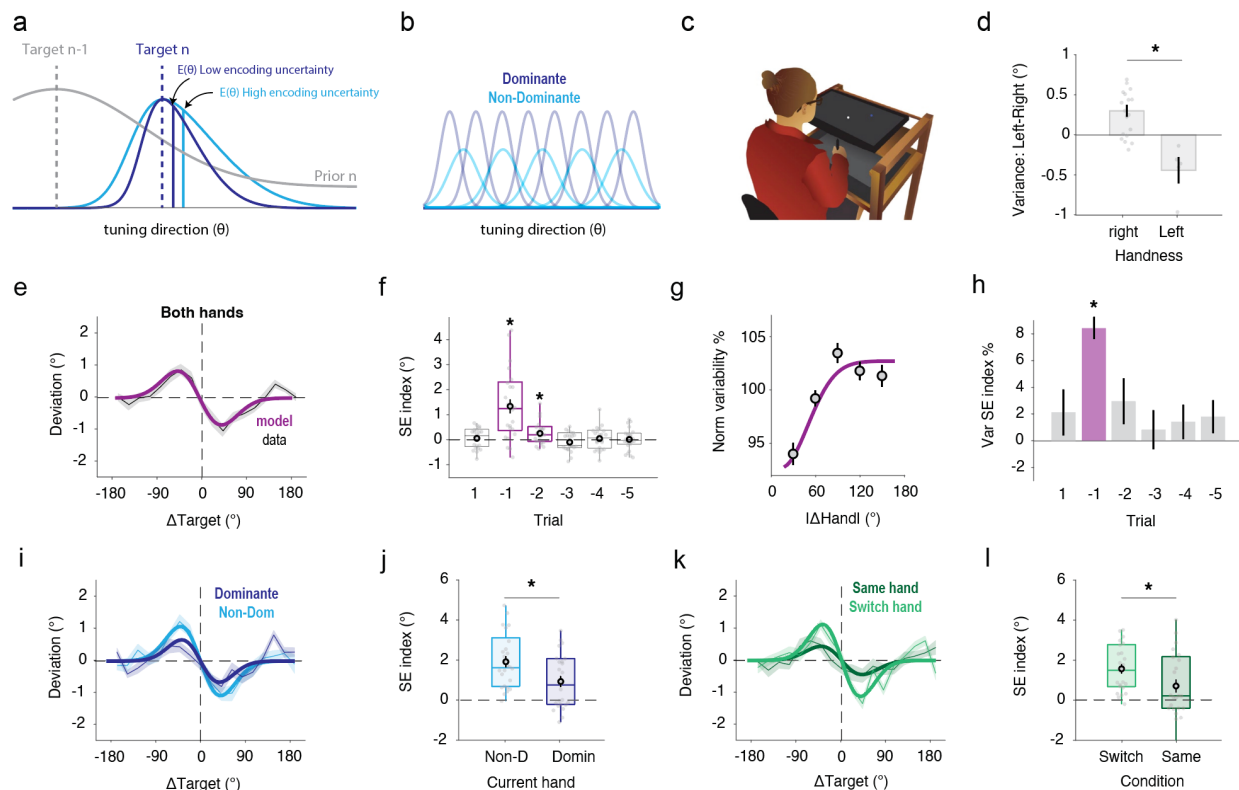 a
b
c
d
Target n-1
Target n
E(θ) Low encoding uncertainty
E(θ) High encoding uncertainty
Prior n
tuning direction (θ)
Dominante
Non-Dominante
tuning direction (θ)
Variance: Left-Right (°)
1
0.5
0
-0.5
-1
*
right
Left
Handness
e
f
g
h
Both hands
Deviation (°)
2
1
0
-1
-2
model
data
-180
-90
0
90
180
ΔTarget (°)
SE index (°)
4
3
2
1
0
-1
*
*
1
-1
-2
-3
-4
-5
Trial
Norm variability %
105
100
95
0
60
120
180
IΔHandI (°)
Var SE index %
8
6
4
2
0
-2
*
1
-1
-2
-3
-4
-5
Trial
i
j
k
l
Deviation (°)
2
1
0
-1
-2
Dominante
Non-Dom
-180
-90
0
90
180
ΔTarget (°)
SE index (°)
6
4
2
0
-2
*
Non-D
Domin
Current hand
Deviation (°)
2
1
0
-1
-2
Same hand
Switch hand
-180
-90
0
90
180
ΔTarget (°)
SE index (°)
6
4
2
0
-2
*
Switch
Same
Condition